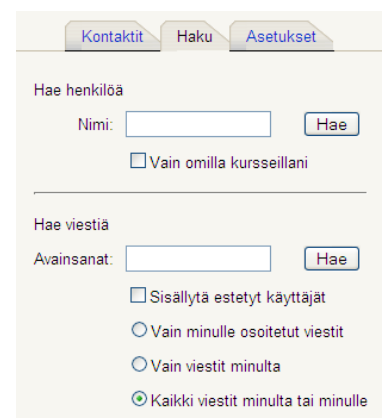 Kontaktit Haku Asetukset
Hae henkilöä
Nimi: Hae
Vain omilla kursseillani
Hae viestiä
Avainsanat: Hae
Sisällytä estetyt käyttäjät
Vain minulle osoitetut viestit
Vain viestit minulta
Kaikki viestit minulta tai minulle